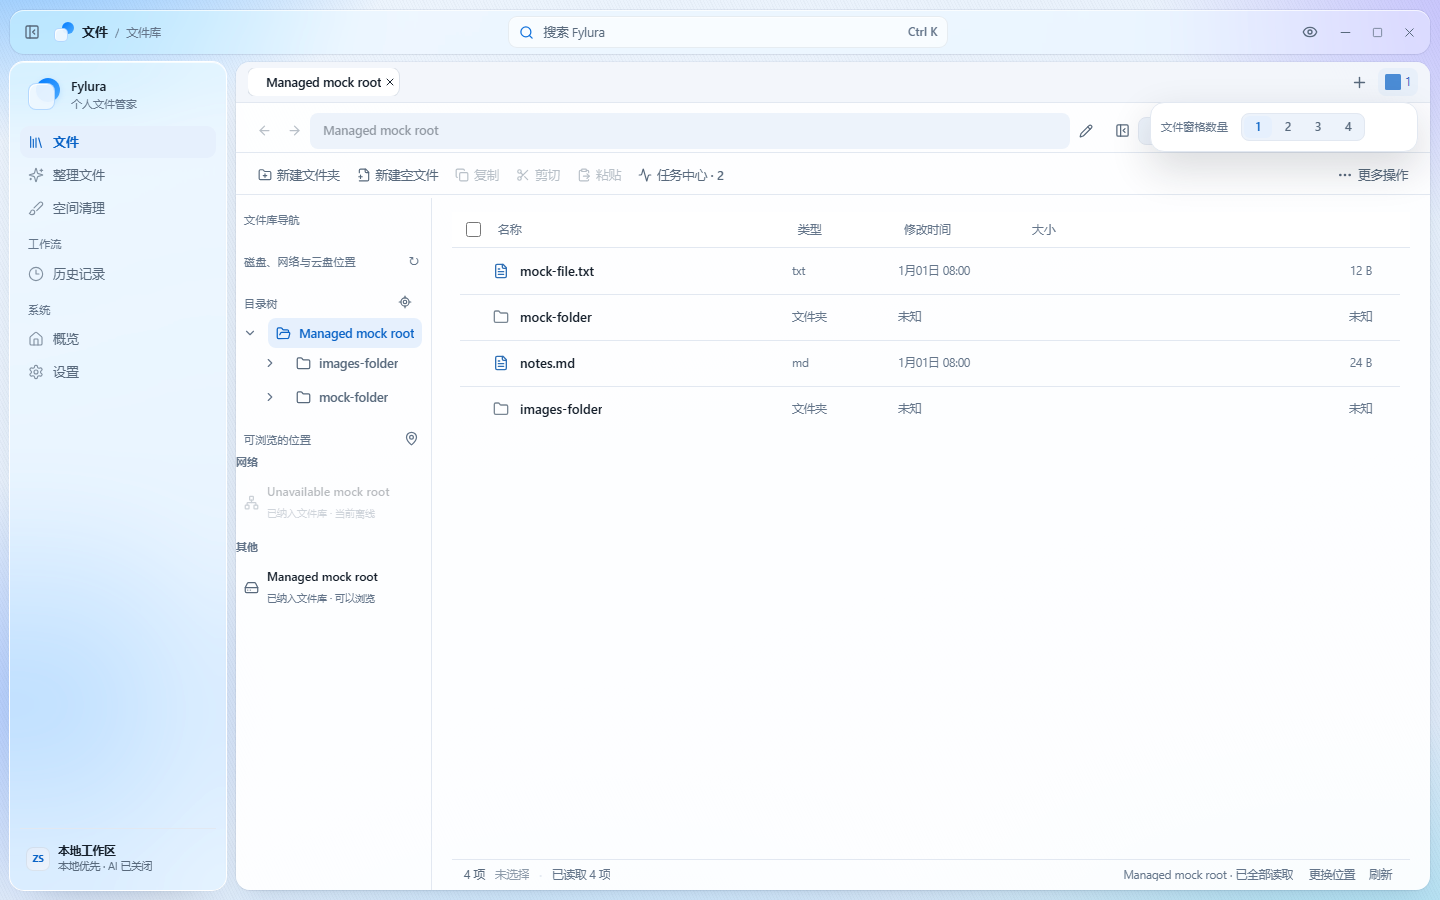 文件 / 文件库
搜索 Fylura Ctrl K
Fylura
个人文件管家
文件
整理文件
空间清理
工作流
历史记录
系统
概览
设置
ZS
本地工作区
本地优先 · AI 已关闭
Managed mock root
1
Managed mock root
文件窗格数量 1 2 3 4
新建文件夹 新建空文件 复制 剪切 粘贴 任务中心 · 2 更多操作
文件库导航
磁盘、网络与云盘位置
目录树
Managed mock root
images-folder
mock-folder
可浏览的位置
网络
Unavailable mock root
已纳入文件库 · 当前离线
其他
Managed mock root
已纳入文件库 · 可以浏览
名称 类型 修改时间 大小
mock-file.txt txt 1月01日 08:00 12 B
mock-folder 文件夹 未知 未知
notes.md md 1月01日 08:00 24 B
images-folder 文件夹 未知 未知
4 项 未选择 · 已读取 4 项 Managed mock root · 已全部读取 更换位置 刷新